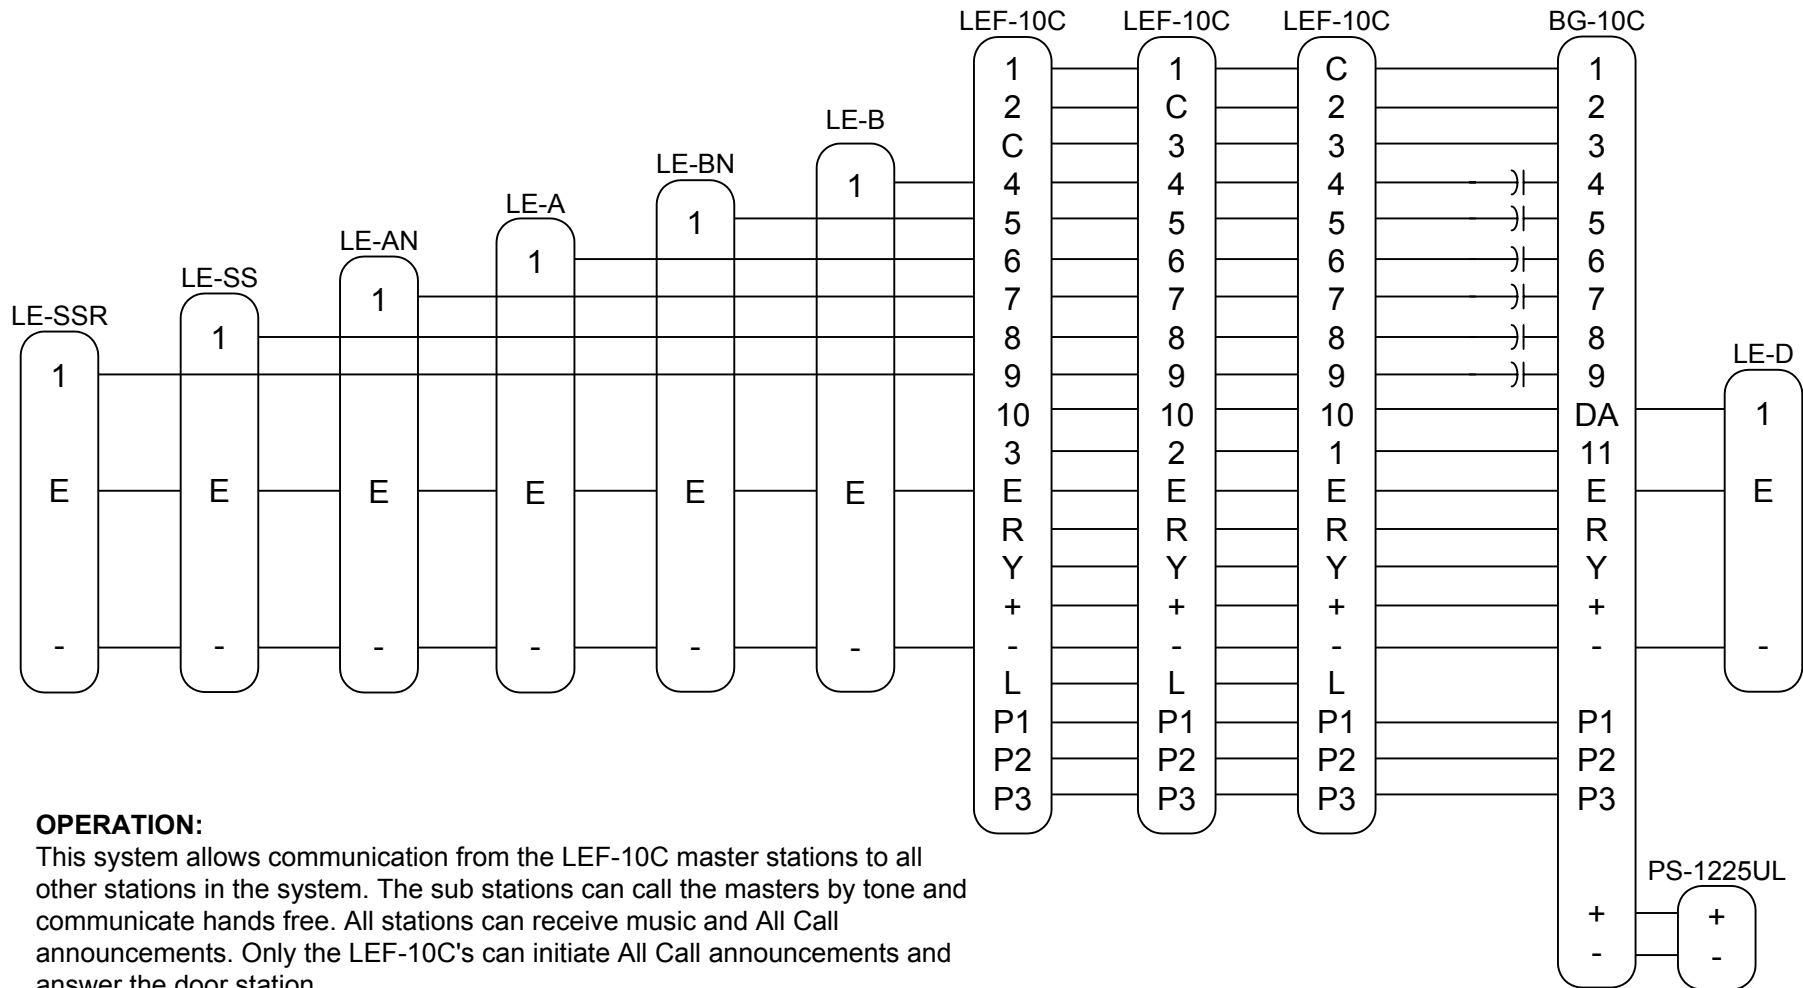 LEF-10C LEF-10C LEF-10C BG-10C
1 1 C 1
2 C 2 2
LE-B
C 3 3 3
LE-BN
1 4 4 4 - 4
LE-A
1 5 5 5 - 5
LE-AN
1 6 6 6 - 6
LE-SS
1 7 7 7 - 7
LE-SSR
1 8 8 8 - 8
LE-D
1 9 9 9 - 9
10 10 10 DA 1
3 2 1 11
E E E E E E E E E E E
R R R R
Y Y Y Y
+ + + +
- - - - - - - - - - -
L L L
P1 P1 P1 P1
P2 P2 P2 P2
P3 P3 P3 P3
OPERATION:
This system allows communication from the LEF-10C master stations to all
PS-1225UL
other stations in the system. The sub stations can call the masters by tone and
communicate hands free. All stations can receive music and All Call
+ +
announcements. Only the LEF-10C's can initiate All Call announcements and
- -
answer the door station